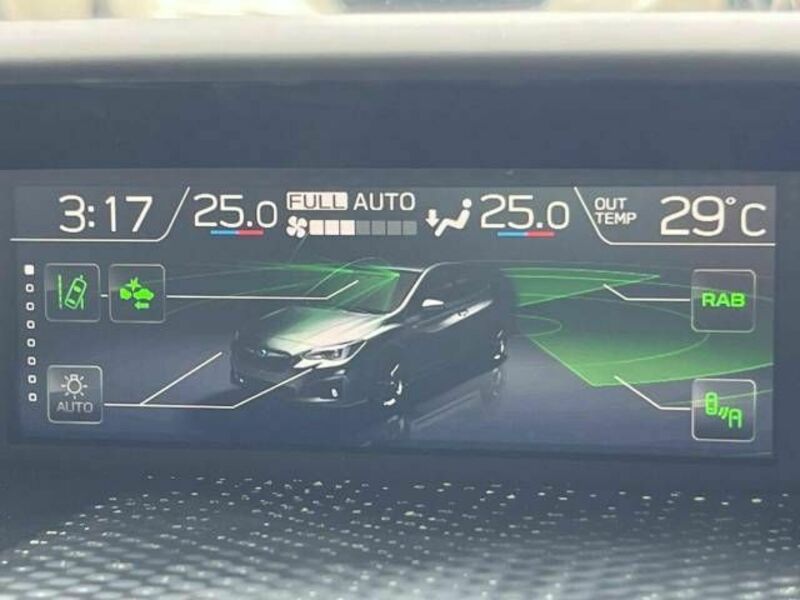 3:17
25.0
FULL AUTO
25.0
OUT
TEMP
29°C
RAB
AUTO
A